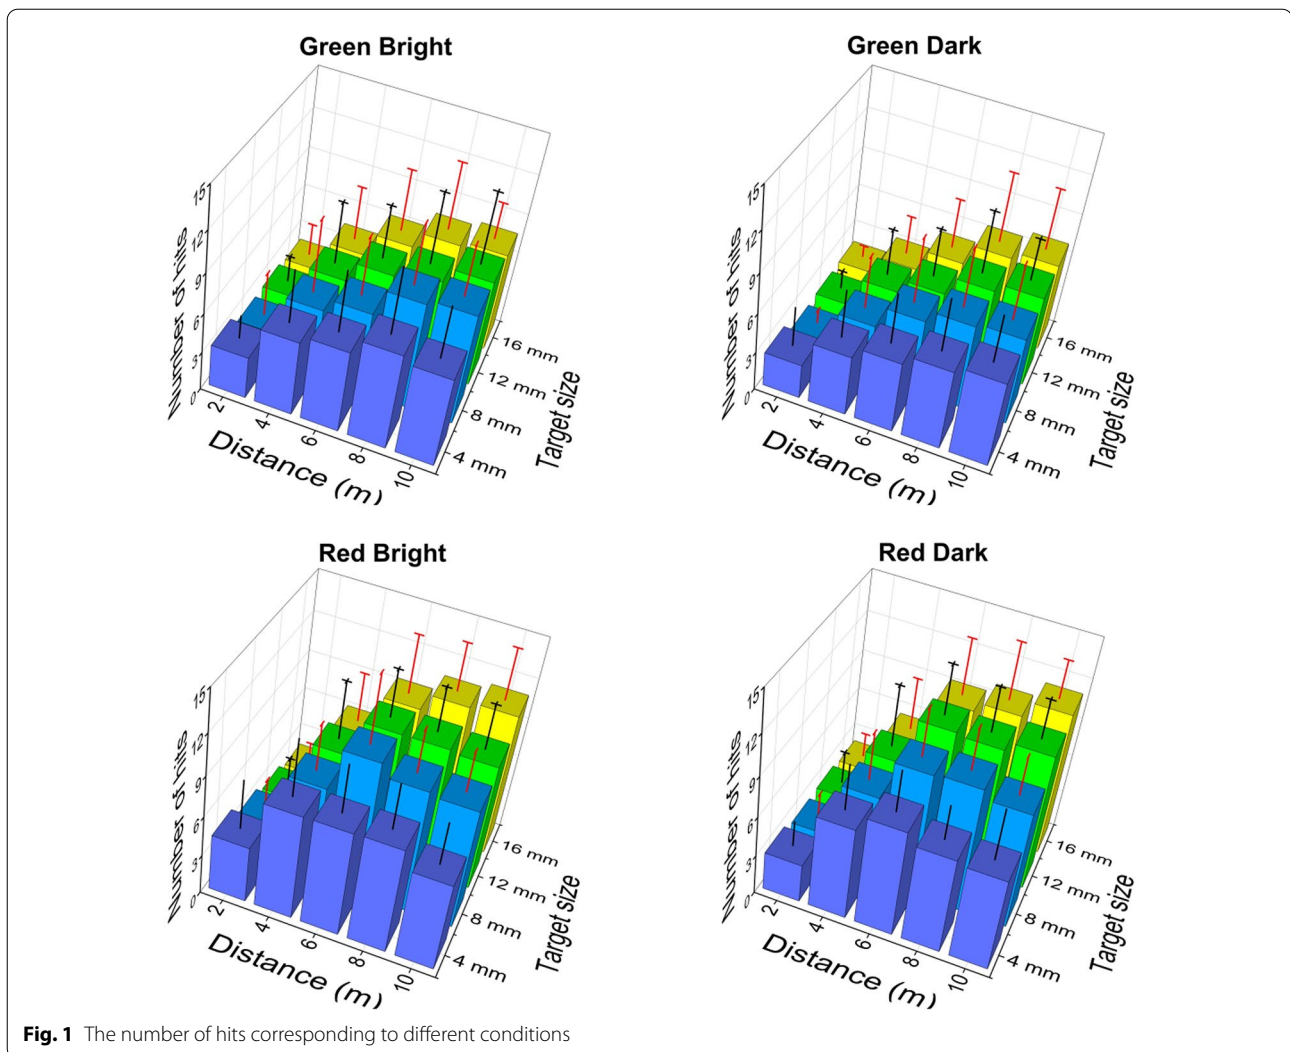 Green Bright
15
12
9
6
3
0
Number of hits
2
4
6
8
10
Distance (m)
4 mm
8 mm
12 mm
16 mm
Target size
Green Dark
15
12
9
6
3
0
Number of hits
2
4
6
8
10
Distance (m)
4 mm
8 mm
12 mm
16 mm
Target size
Red Bright
15
12
9
6
3
0
Number of hits
2
4
6
8
10
Distance (m)
4 mm
8 mm
12 mm
16 mm
Target size
Red Dark
15
12
9
6
3
0
Number of hits
2
4
6
8
10
Distance (m)
4 mm
8 mm
12 mm
16 mm
Target size
Fig. 1 The number of hits corresponding to different conditions